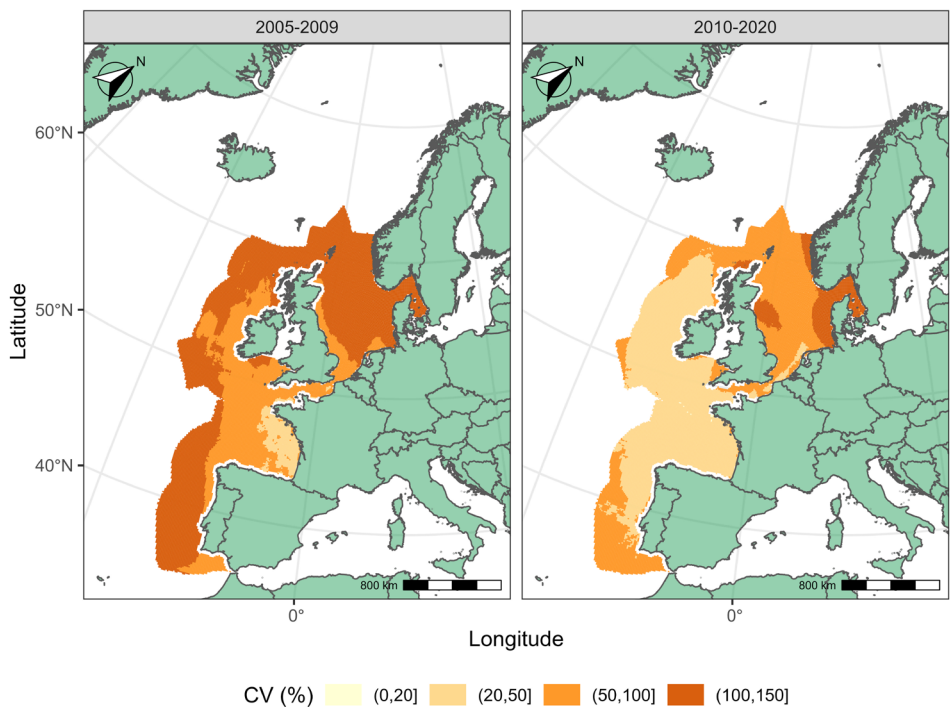 2005-2009
2010-2020
N
N
60°N
50°N
40°N
Latitude
800 km
800 km
0°
0°
Longitude
CV (%) (0,20] (20,50] (50,100] (100,150]